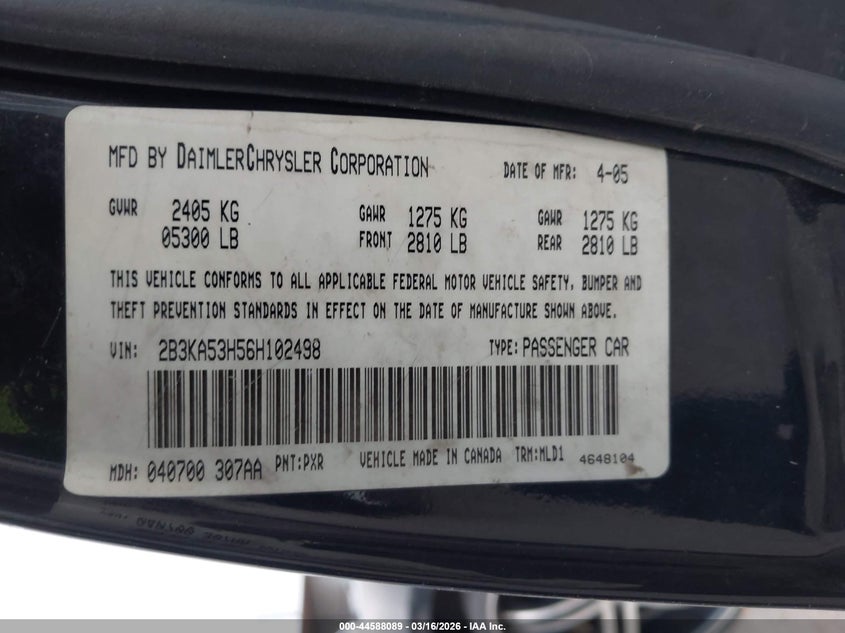 MFD BY DAIMLERCHRYSLER CORPORATION DATE OF MFR: 4-05
GVWR 2405 KG GAWR 1275 KG GAWR 1275 KG
05300 LB FRONT 2810 LB REAR 2810 LB
THIS VEHICLE CONFORMS TO ALL APPLICABLE FEDERAL MOTOR VEHICLE SAFETY, BUMPER AND
THEFT PREVENTION STANDARDS IN EFFECT ON THE DATE OF MANUFACTURE SHOWN ABOVE.
VIN: 2B3KA53H56H102498 TYPE: PASSENGER CAR
MDH: 040700 307AA PNT:PXR VEHICLE MADE IN CANADA TRM:MLD1 4648104
000-44588089 - 03/16/2026 - IAA Inc.